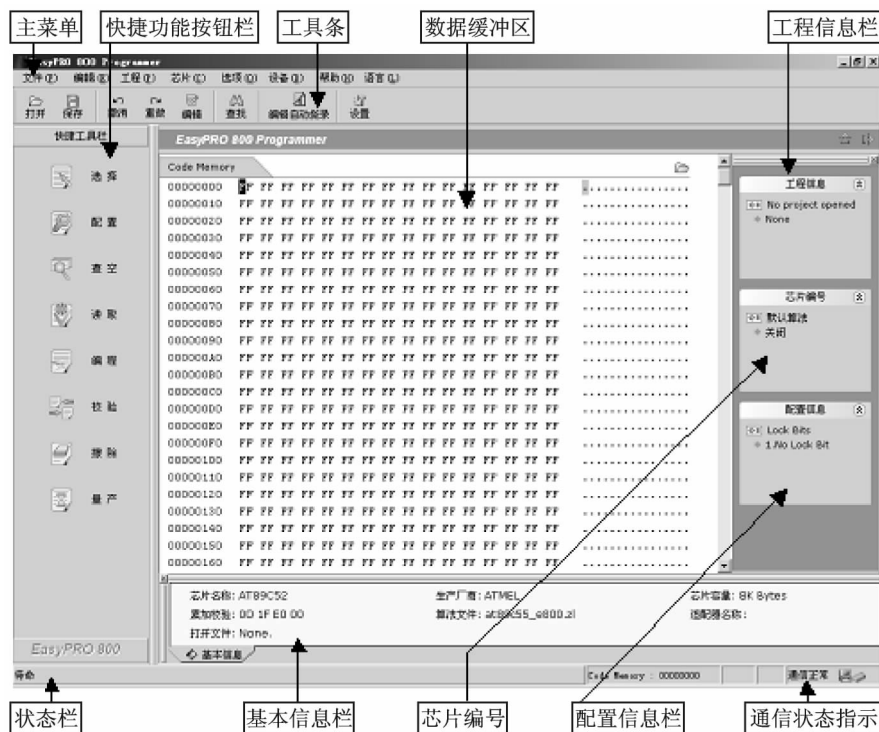 主菜单 快捷功能按钮栏 工具条 数据缓冲区 工程信息栏
EasyPRO 800 Programmer
文件(F) 编辑(E) 工程(P) 芯片(C) 选项(O) 设备(D) 帮助(H) 语言(L)
打开 保存 撤消 重做 编辑 查找 编辑自动烧录 设置
快捷工具栏
EasyPRO 800 Programmer
选择
配置
查空
读取
编程
校验
擦除
量产
EasyPRO 800
Code Memory
00000000 FF FF FF FF FF FF FF FF FF FF FF FF FF FF FF FF ................
00000010 FF FF FF FF FF FF FF FF FF FF FF FF FF FF FF FF ................
00000020 FF FF FF FF FF FF FF FF FF FF FF FF FF FF FF FF ................
00000030 FF FF FF FF FF FF FF FF FF FF FF FF FF FF FF FF ................
00000040 FF FF FF FF FF FF FF FF FF FF FF FF FF FF FF FF ................
00000050 FF FF FF FF FF FF FF FF FF FF FF FF FF FF FF FF ................
00000060 FF FF FF FF FF FF FF FF FF FF FF FF FF FF FF FF ................
00000070 FF FF FF FF FF FF FF FF FF FF FF FF FF FF FF FF ................
00000080 FF FF FF FF FF FF FF FF FF FF FF FF FF FF FF FF ................
00000090 FF FF FF FF FF FF FF FF FF FF FF FF FF FF FF FF ................
000000A0 FF FF FF FF FF FF FF FF FF FF FF FF FF FF FF FF ................
000000B0 FF FF FF FF FF FF FF FF FF FF FF FF FF FF FF FF ................
000000C0 FF FF FF FF FF FF FF FF FF FF FF FF FF FF FF FF ................
000000D0 FF FF FF FF FF FF FF FF FF FF FF FF FF FF FF FF ................
000000E0 FF FF FF FF FF FF FF FF FF FF FF FF FF FF FF FF ................
000000F0 FF FF FF FF FF FF FF FF FF FF FF FF FF FF FF FF ................
00000100 FF FF FF FF FF FF FF FF FF FF FF FF FF FF FF FF ................
00000110 FF FF FF FF FF FF FF FF FF FF FF FF FF FF FF FF ................
00000120 FF FF FF FF FF FF FF FF FF FF FF FF FF FF FF FF ................
00000130 FF FF FF FF FF FF FF FF FF FF FF FF FF FF FF FF ................
00000140 FF FF FF FF FF FF FF FF FF FF FF FF FF FF FF FF ................
00000150 FF FF FF FF FF FF FF FF FF FF FF FF FF FF FF FF ................
00000160 FF FF FF FF FF FF FF FF FF FF FF FF FF FF FF FF ................
工程信息
No project opened
None
芯片编号
默认算法
关闭
配置信息
Lock Bits
1.No Lock Bit
芯片名称: AT89C52 生产厂商: ATMEL 芯片容量: 8K Bytes
累加校验: 0D 1F E0 00 算法文件: at89c55_e800.zl 适配器名称:
打开文件: None.
基本信息
待命 Code Memory : 00000000 通信正常
状态栏 基本信息栏 芯片编号 配置信息栏 通信状态指示